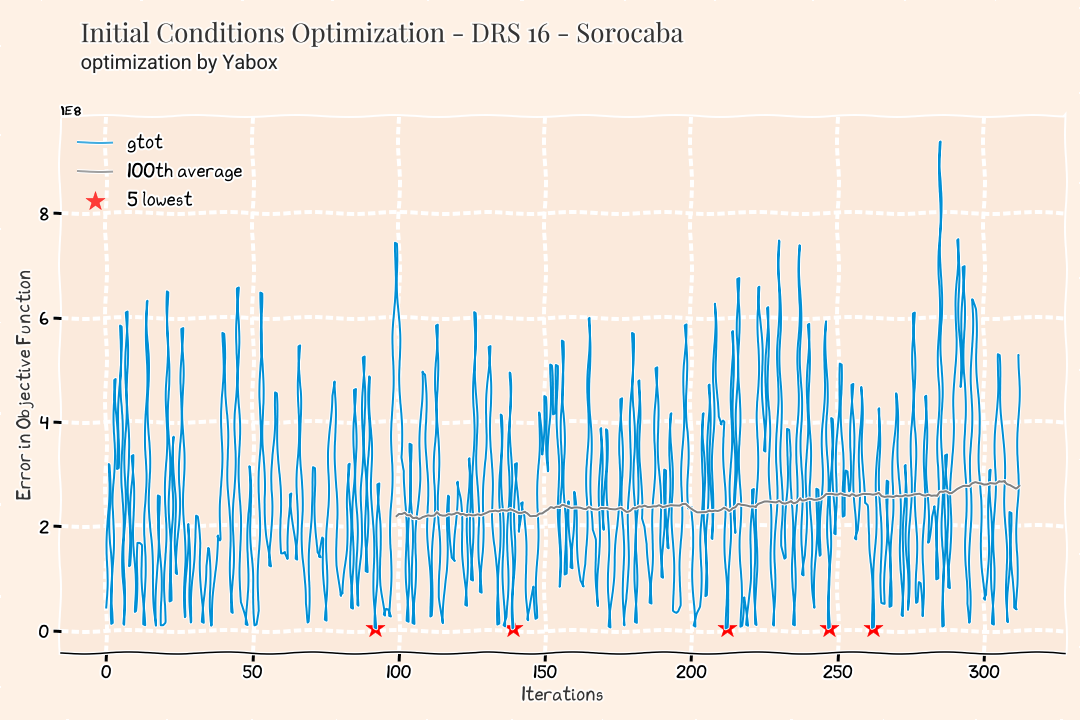 Initial Conditions Optimization - DRS 16 - Sorocaba
optimization by Yabox
1E8
gtot
100th average
5 lowest
8
6
4
2
0
Error in Objective Function
0 50 100 150 200 250 300
Iterations